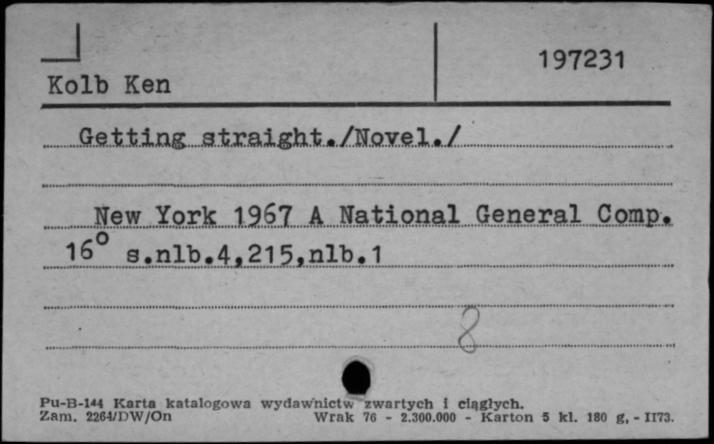 197231
Kolb Ken
Getting straight./Novel./
New York 1967 A National General Comp.
16° s.nlb.4,215,nlb.1
8
Pu-B-144 Karta katalogowa wydawnictw zwartych i ciągłych.
Zam. 2264/DW/On Wrak 76 - 2.300.000 - Karton 5 kl. 180 g. - II73.